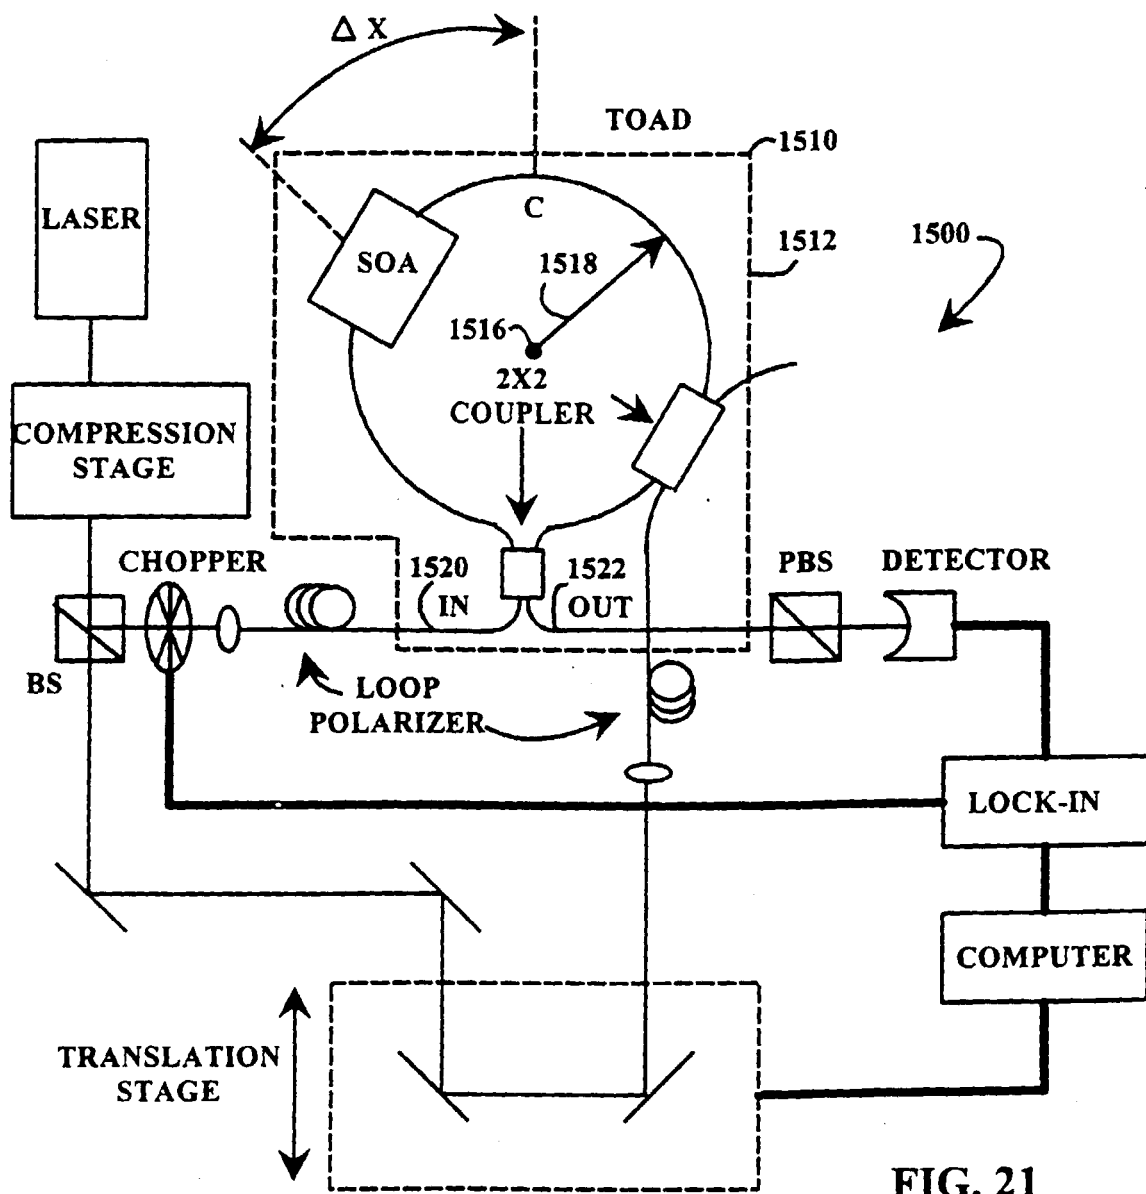 Δ X
TOAD
1510
LASER
C
1512
1500
SOA
1518
1516
2X2
COUPLER
COMPRESSION
STAGE
CHOPPER
1520
IN
1522
OUT
PBS
DETECTOR
BS
LOOP
POLARIZER
LOCK-IN
COMPUTER
TRANSLATION
STAGE
FIG. 21